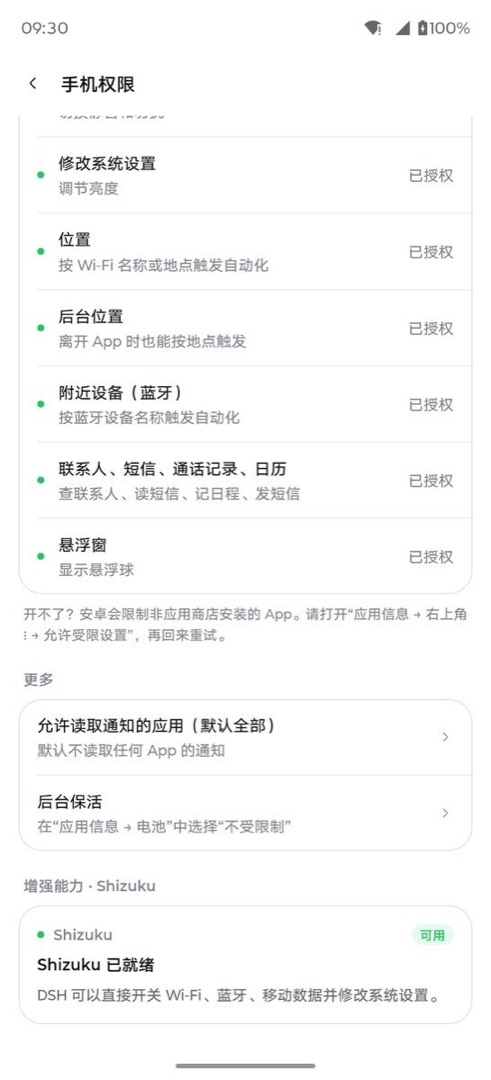 09:30
100%
手机权限
修改系统设置
调节亮度
已授权
位置
按 Wi-Fi 名称或地点触发自动化
已授权
后台位置
离开 App 时也能按地点触发
已授权
附近设备（蓝牙）
按蓝牙设备名称触发自动化
已授权
联系人、短信、通话记录、日历
查联系人、读短信、记日程、发短信
已授权
悬浮窗
显示悬浮球
已授权
开不了？安卓会限制非应用商店安装的 App。请打开“应用信息 → 右上角
⋮ → 允许受限设置”，再回来重试。
更多
允许读取通知的应用（默认全部）
默认不读取任何 App 的通知
后台保活
在“应用信息 → 电池”中选择“不受限制”
增强能力 · Shizuku
Shizuku
可用
Shizuku 已就绪
DSH 可以直接开关 Wi-Fi、蓝牙、移动数据并修改系统设置。